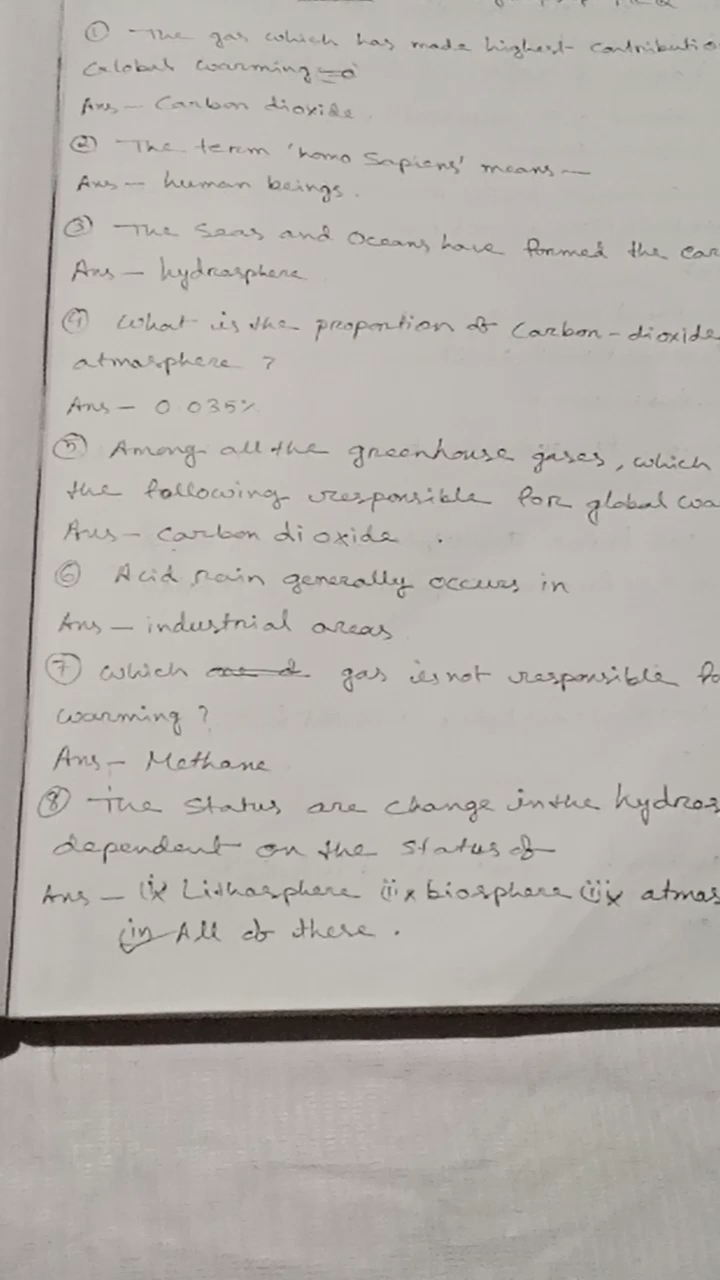 ① The gas which has made highest contributio
Global warming =o
Ans - Carbon dioxide
② The term 'homo Sapiens' means —
Ans — human beings.
③ The Seas and Oceans have formed the ear
Ans — hydrosphere
④ What is the proportion of Carbon-dioxide
atmosphere ?
Ans — 0.035%
⑤ Among all the greenhouse gases, which
the following responsible for global wa
Ans — Carbon di oxide .
⑥ Acid rain generally occurs in
Ans — industrial areas
⑦ Which gas is not responsible fo
warming ?
Ans — Methane
⑧ The Status are change in the hydros
dependent on the Status of
Ans — i× Lithosphere ii× biosphere iii× atmos
iv All of these .